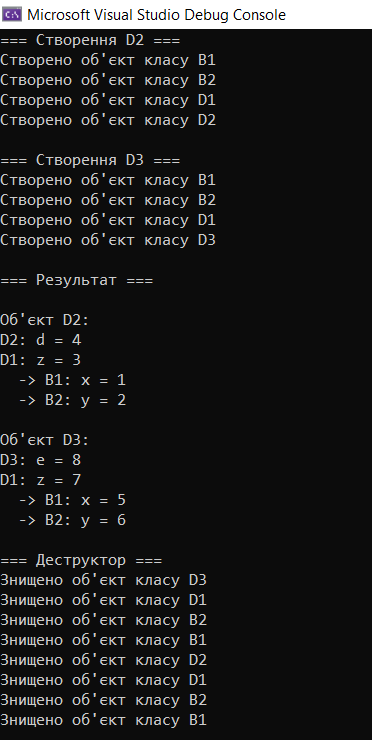 Microsoft Visual Studio Debug Console
=== Створення D2 ===
Створено об'єкт класу B1
Створено об'єкт класу B2
Створено об'єкт класу D1
Створено об'єкт класу D2
=== Створення D3 ===
Створено об'єкт класу B1
Створено об'єкт класу B2
Створено об'єкт класу D1
Створено об'єкт класу D3
=== Результат ===
Об'єкт D2:
D2: d = 4
D1: z = 3
-> B1: x = 1
-> B2: y = 2
Об'єкт D3:
D3: e = 8
D1: z = 7
-> B1: x = 5
-> B2: y = 6
=== Деструктор ===
Знищено об'єкт класу D3
Знищено об'єкт класу D1
Знищено об'єкт класу B2
Знищено об'єкт класу B1
Знищено об'єкт класу D2
Знищено об'єкт класу D1
Знищено об'єкт класу B2
Знищено об'єкт класу B1